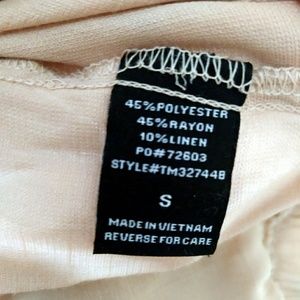 45%POLYESTER
45%RAYON
10%LINEN
PO#72603
STYLE#TM32744B
S
MADE IN VIETNAM
REVERSE FOR CARE